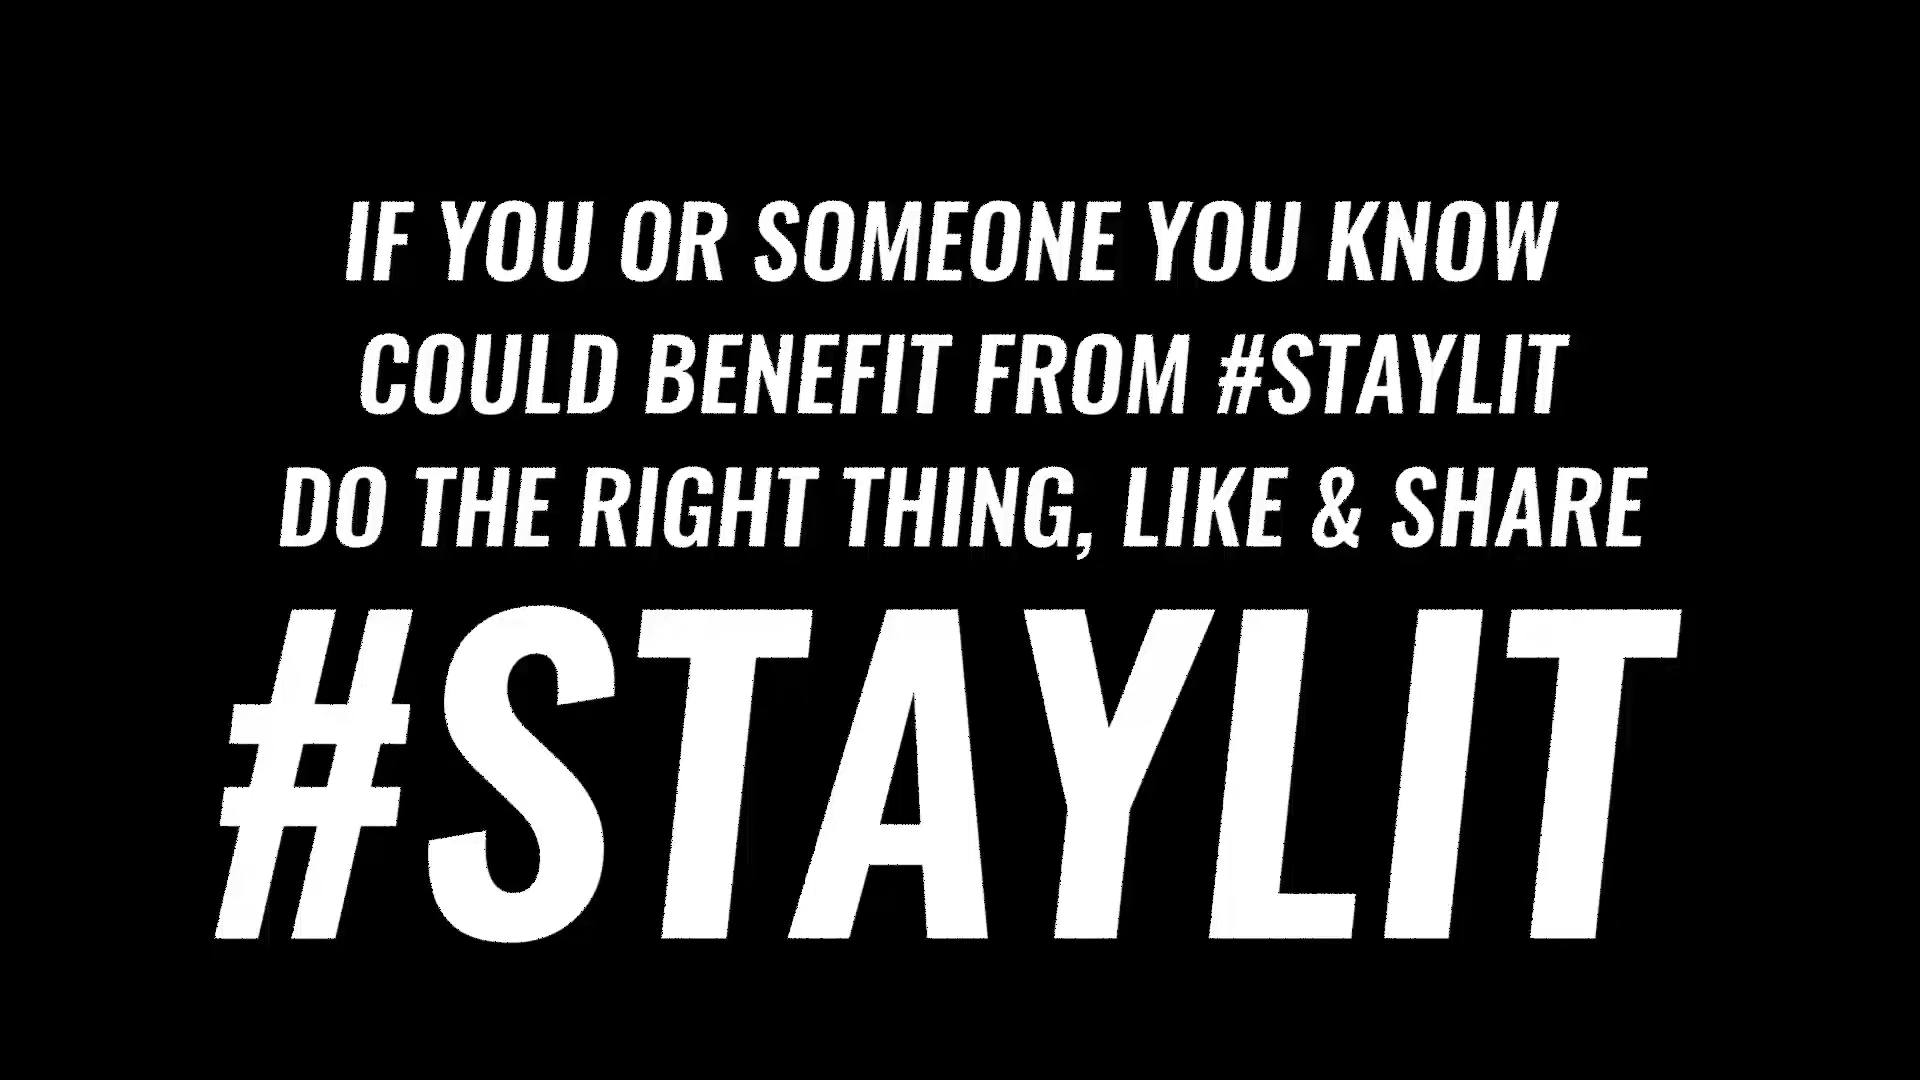 IF YOU OR SOMEONE YOU KNOW
COULD BENEFIT FROM #STAYLIT
DO THE RIGHT THING, LIKE & SHARE
#STAYLIT